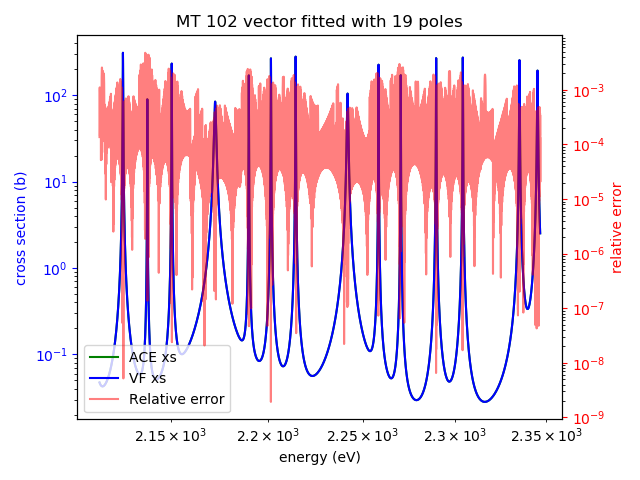 MT 102 vector fitted with 19 poles
10²
10¹
10⁰
10⁻¹
cross section (b)
10⁻³
10⁻⁴
10⁻⁵
10⁻⁶
10⁻⁷
10⁻⁸
10⁻⁹
relative error
ACE xs
VF xs
Relative error
2.15 × 10³ 2.2 × 10³ 2.25 × 10³ 2.3 × 10³ 2.35 × 10³
energy (eV)